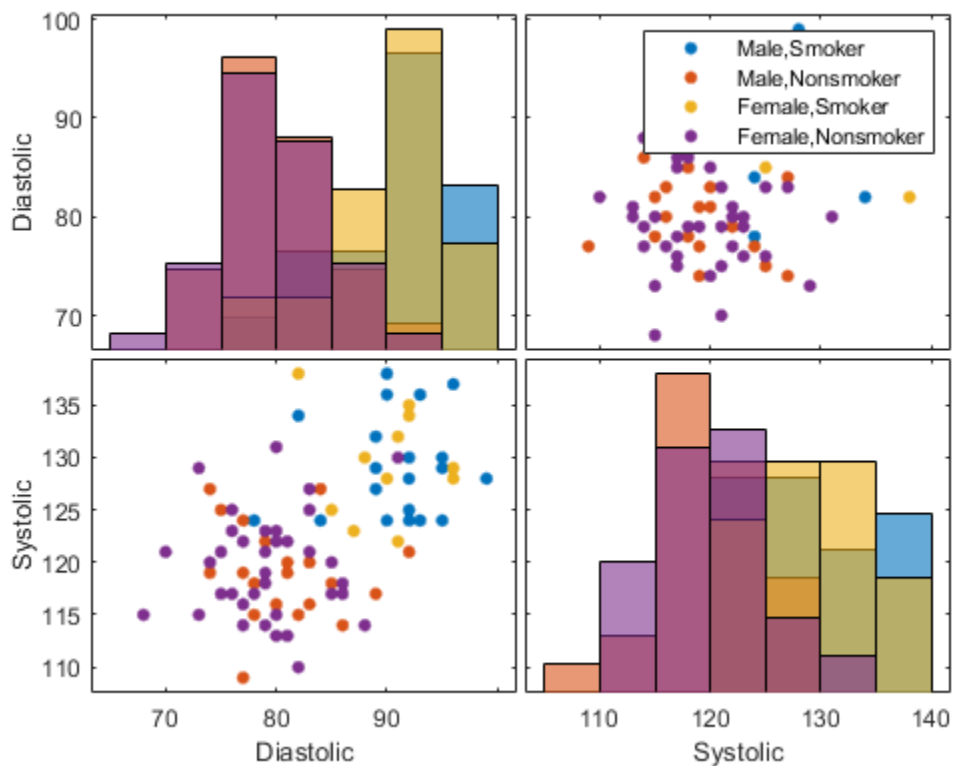 100
90
80
70
Diastolic
Male,Smoker
Male,Nonsmoker
Female,Smoker
Female,Nonsmoker
135
130
125
120
115
110
Systolic
70
80
90
Diastolic
110
120
130
140
Systolic